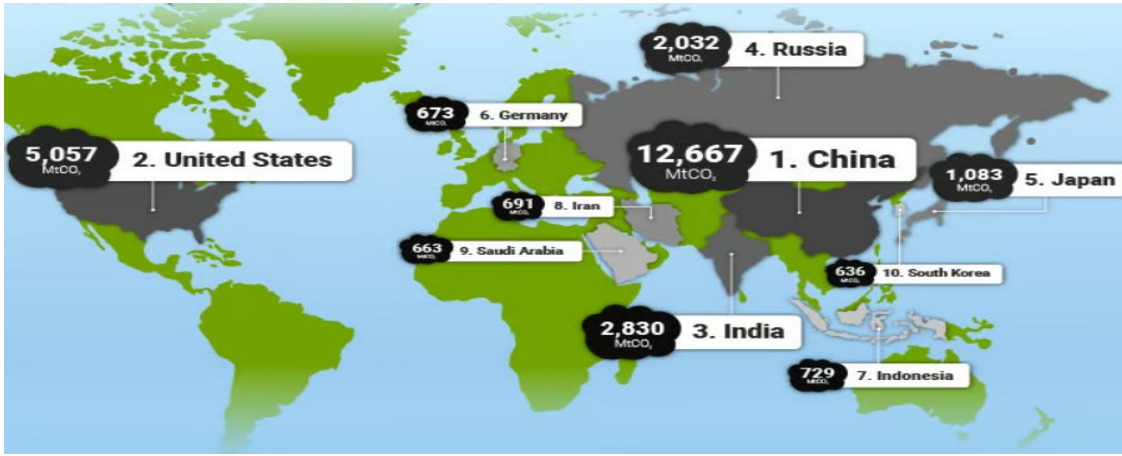 2,032
MtCO₂
4. Russia
673
MtCO₂
6. Germany
5,057
MtCO₂
2. United States
12,667
MtCO₂
1. China
1,083
MtCO₂
5. Japan
691
MtCO₂
8. Iran
663
MtCO₂
9. Saudi Arabia
636
MtCO₂
10. South Korea
2,830
MtCO₂
3. India
729
MtCO₂
7. Indonesia